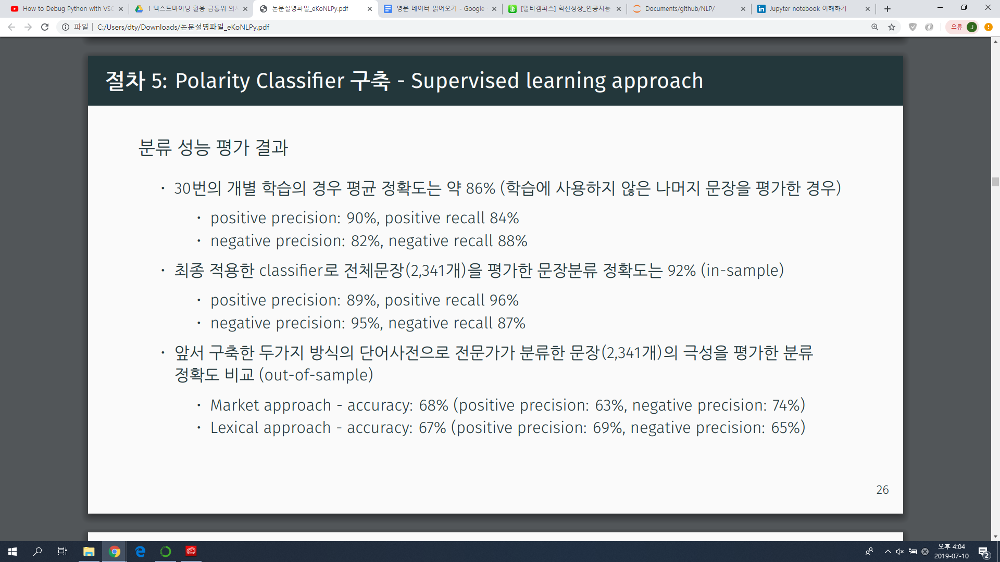 How to Debug Python with VSC
1 텍스트마이닝 활용 금통위 의사
논문설명파일_eKoNLPy.pdf
영문 데이터 읽어오기 - Google
[멀티캠퍼스] 혁신성장_인공지능
Documents/github/NLP/
Jupyter notebook 이해하기
파일
C:/Users/dty/Downloads/논문설명파일_eKoNLPy.pdf
오류
J
절차 5: Polarity Classifier 구축 - Supervised learning approach
분류 성능 평가 결과
· 30번의 개별 학습의 경우 평균 정확도는 약 86% (학습에 사용하지 않은 나머지 문장을 평가한 경우)
· positive precision: 90%, positive recall 84%
· negative precision: 82%, negative recall 88%
· 최종 적용한 classifier로 전체문장(2,341개)을 평가한 문장분류 정확도는 92% (in-sample)
· positive precision: 89%, positive recall 96%
· negative precision: 95%, negative recall 87%
· 앞서 구축한 두가지 방식의 단어사전으로 전문가가 분류한 문장(2,341개)의 극성을 평가한 분류
정확도 비교 (out-of-sample)
· Market approach - accuracy: 68% (positive precision: 63%, negative precision: 74%)
· Lexical approach - accuracy: 67% (positive precision: 69%, negative precision: 65%)
26
오후 4:04
2019-07-10
2